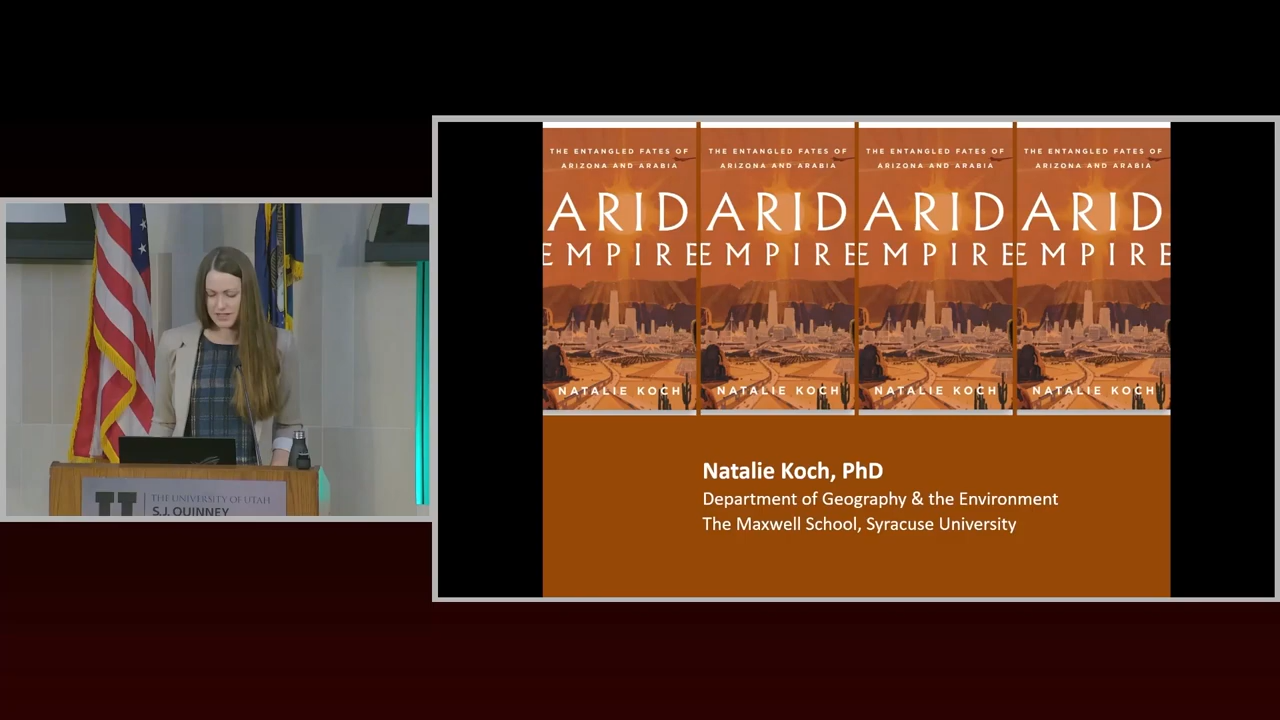 THE UNIVERSITY OF UTAH
S.J. QUINNEY
THE ENTANGLED FATES OF
ARIZONA AND ARABIA
ARID
EMPIRE
NATALIE KOCH
THE ENTANGLED FATES OF
ARIZONA AND ARABIA
ARID
EMPIRE
NATALIE KOCH
THE ENTANGLED FATES OF
ARIZONA AND ARABIA
ARID
EMPIRE
NATALIE KOCH
THE ENTANGLED FATES OF
ARIZONA AND ARABIA
ARID
EMPIRE
NATALIE KOCH
Natalie Koch, PhD
Department of Geography & the Environment
The Maxwell School, Syracuse University